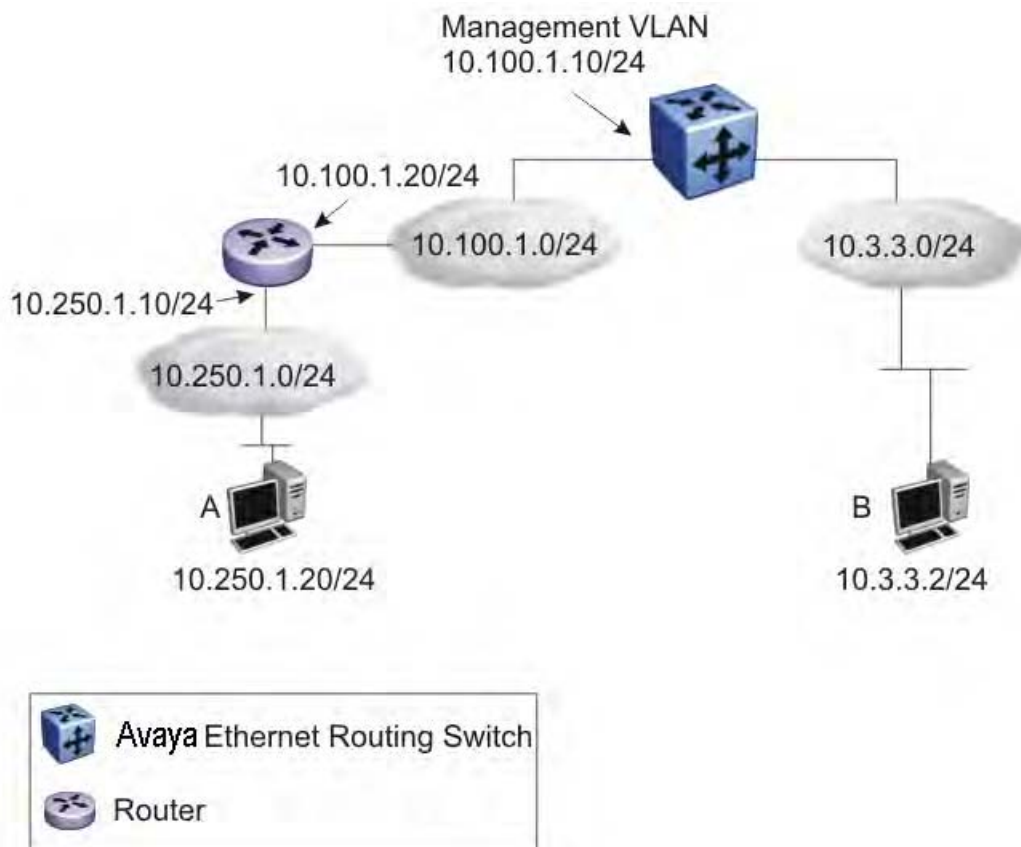 Management VLAN
10.100.1.10/24
10.100.1.20/24
10.100.1.0/24
10.3.3.0/24
10.250.1.10/24
10.250.1.0/24
A
B
10.250.1.20/24
10.3.3.2/24
Avaya Ethernet Routing Switch
Router